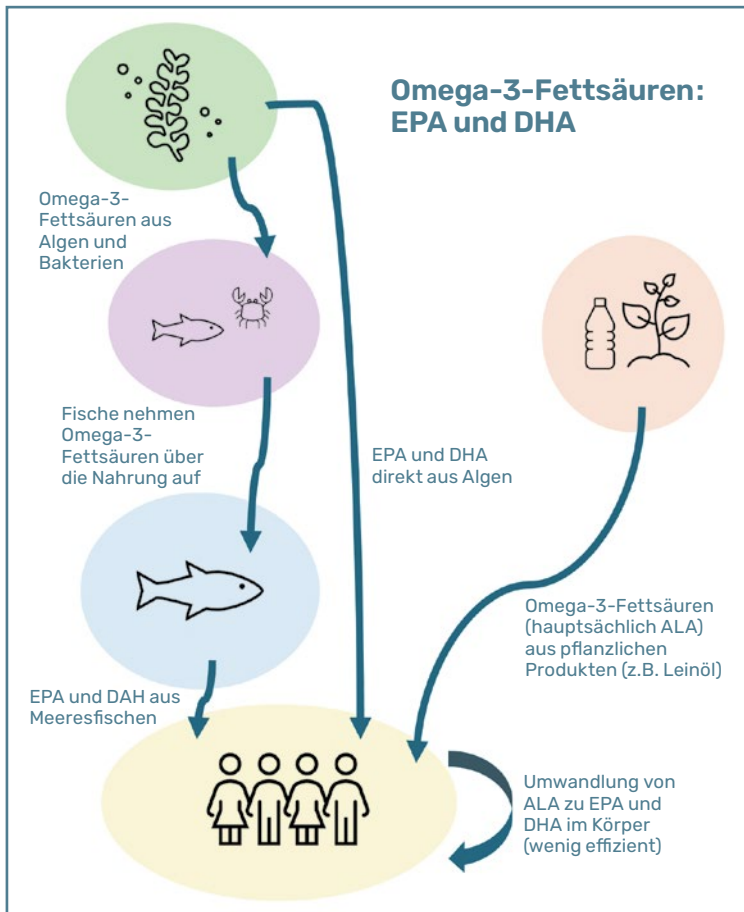 Omega-3-Fettsäuren:
EPA und DHA
Omega-3-
Fettsäuren aus
Algen und
Bakterien
Fische nehmen
Omega-3-
Fettsäuren über
die Nahrung auf
EPA und DHA
direkt aus Algen
Omega-3-Fettsäuren
(hauptsächlich ALA)
aus pflanzlichen
Produkten (z.B. Leinöl)
EPA und DAH aus
Meeresfischen
Umwandlung von
ALA zu EPA und
DHA im Körper
(wenig effizient)